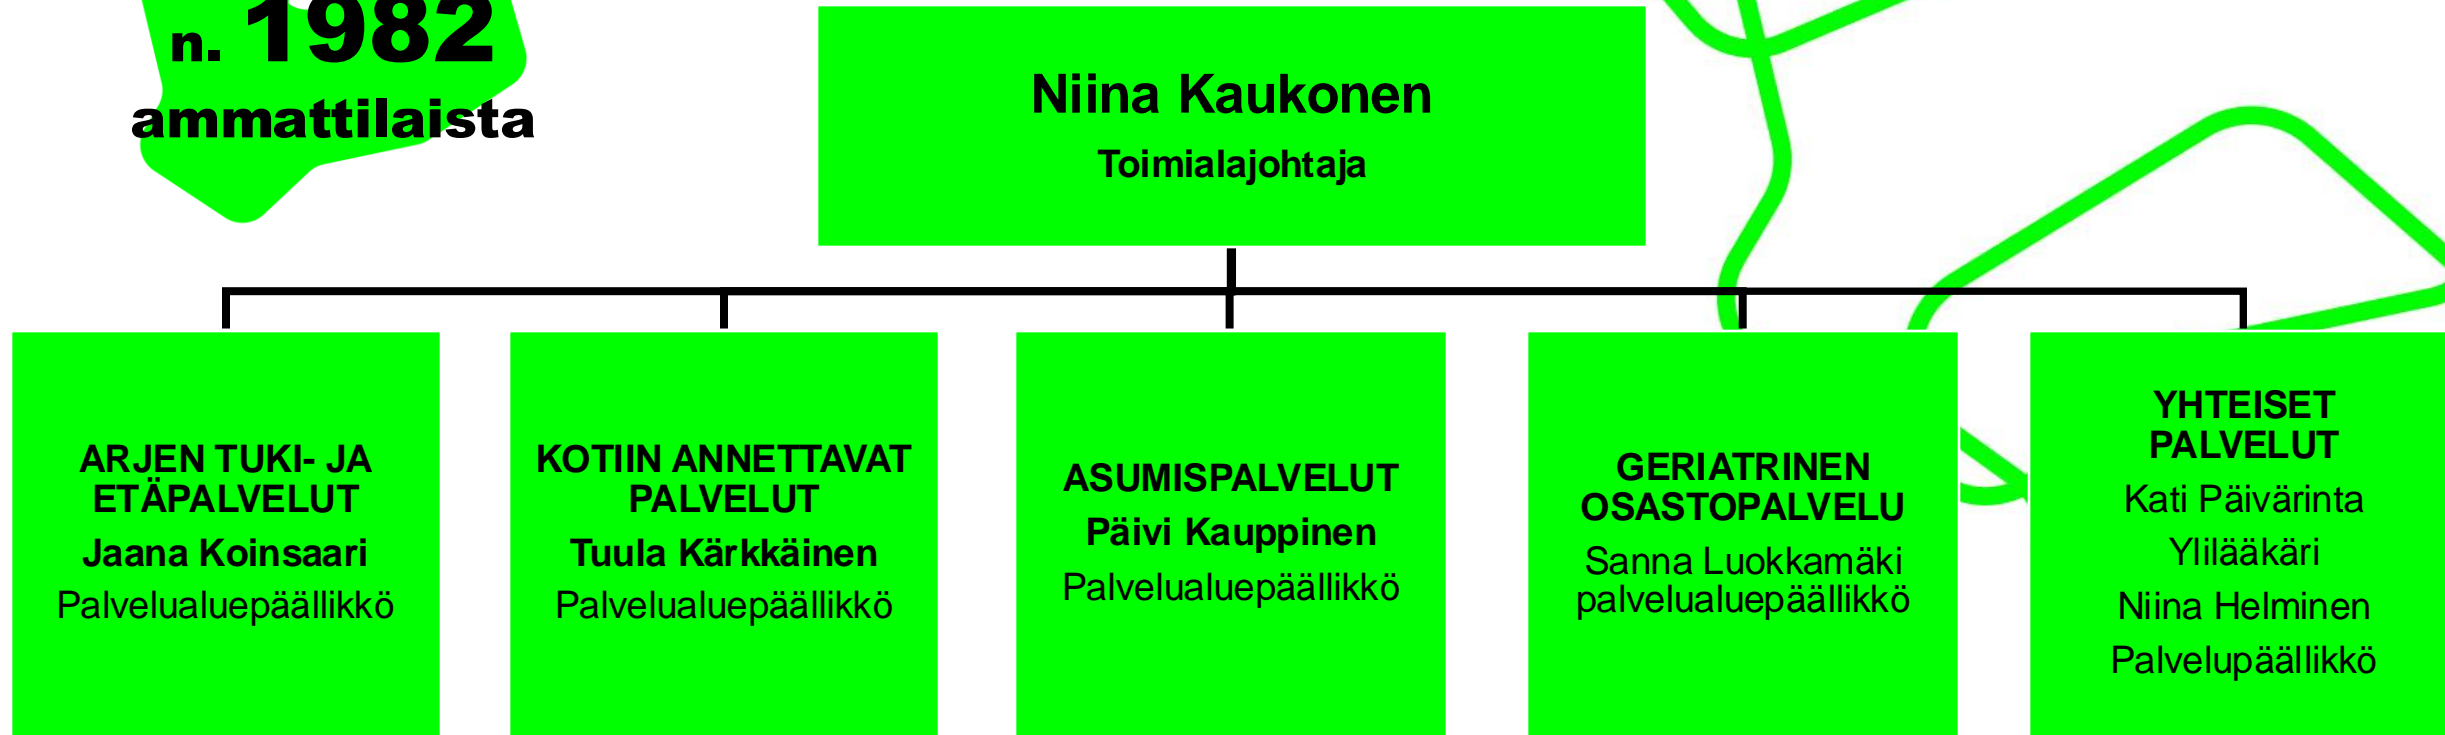 n. 1982
ammattilaista
Niina Kaukonen
Toimialajohtaja
ARJEN TUKI- JA
ETÄPALVELUT
Jaana Koinsaari
Palvelualuepäällikkö
KOTIIN ANNETTAVAT
PALVELUT
Tuula Kärkkäinen
Palvelualuepäällikkö
ASUMISPALVELUT
Päivi Kauppinen
Palvelualuepäällikkö
GERIATRINEN
OSASTOPALVELU
Sanna Luokkamäki
palvelualuepäällikkö
YHTEISET
PALVELUT
Kati Päivärinta
Ylilääkäri
Niina Helminen
Palvelupäällikkö